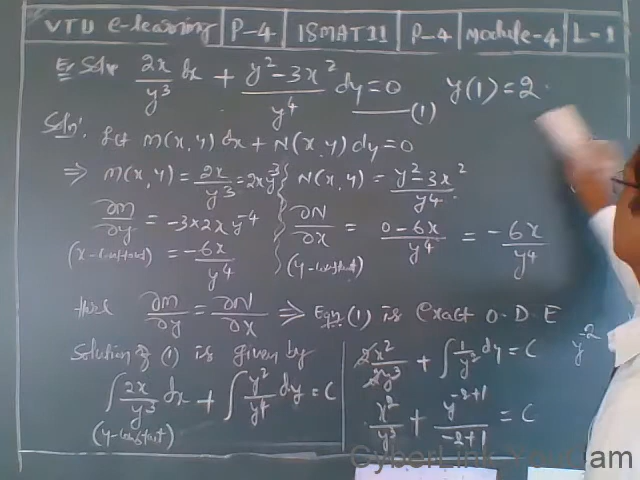 VTU e-learning | P-4 | 18MAT11 | P-4 | Module-4 | L-1
Ex Solve 2x/y³ dx + (y² - 3x²)/y⁴ dy = 0 —— (1) y(1) = 2.
Soln: Let M(x,y) dx + N(x,y) dy = 0
⇒ M(x,y) = 2x/y³ = 2xy⁻³ N(x,y) = (y² - 3x²)/y⁴
∂M/∂y = -3×2x y⁻⁴ ∂N/∂x = (0 - 6x)/y⁴ = -6x/y⁴
(x-constant) = -6x/y⁴ (y-constant)
∂M/∂y = ∂N/∂x ⇒ Eqn (1) is exact O.D.E
Solution of (1) is given by
∫ 2x/y³ dx + ∫ y²/y⁴ dy = C
(y-constant)
2x²/2y³ + ∫ 1/y² dy = C
y⁻²
x²/y³ + y⁻²⁺¹/(-2+1) = C
CyberLink YouCam